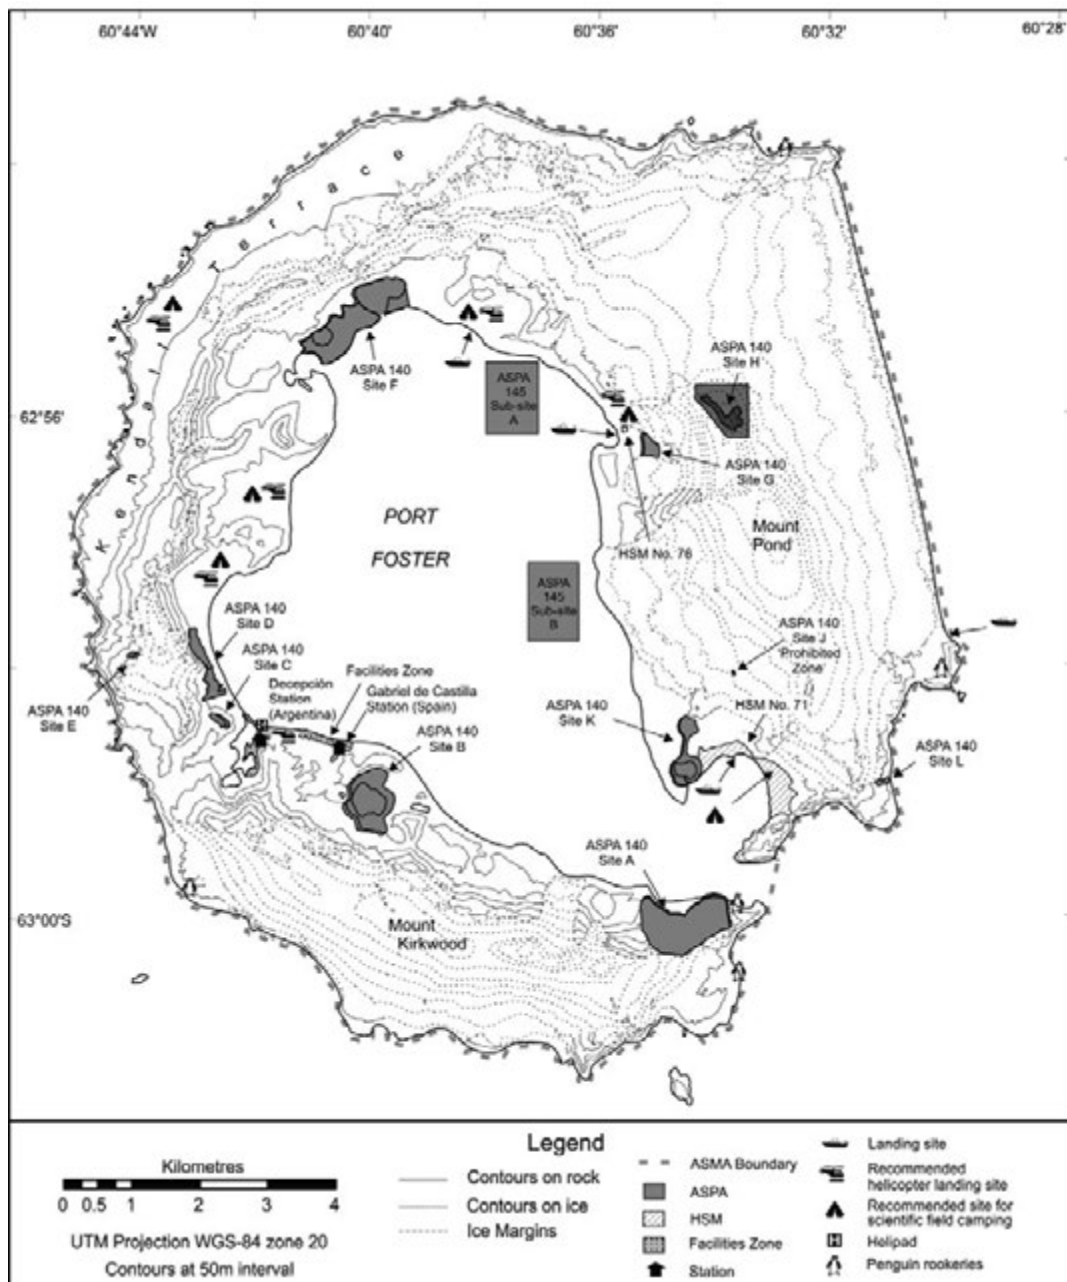 60°44'W
60°40'
60°36'
60°32'
60°28'
Kendall Terrace
ASPA 140
Site F
ASPA
145
Sub-site
A
ASPA 140
Site H
62°56'
ASPA 140
Site G
PORT
FOSTER
Mount
Pond
HSM No. 76
ASPA
145
Sub-site
B
ASPA 140
Site D
ASPA 140
Site C
ASPA 140
Site J
Prohibited
Zone
Facilities Zone
Decepción
Station
(Argentina)
Gabriel de Castilla
Station (Spain)
ASPA 140
Site E
ASPA 140
Site B
ASPA 140
Site K
HSM No. 71
ASPA 140
Site L
ASPA 140
Site A
63°00'S
Mount
Kirkwood
Legend
Kilometres
0 0.5 1 2 3 4
UTM Projection WGS-84 zone 20
Contours at 50m interval
Contours on rock
Contours on ice
Ice Margins
ASMA Boundary
ASPA
HSM
Facilities Zone
Station
Landing site
Recommended
helicopter landing site
Recommended site for
scientific field camping
H Helipad
Penguin rookeries